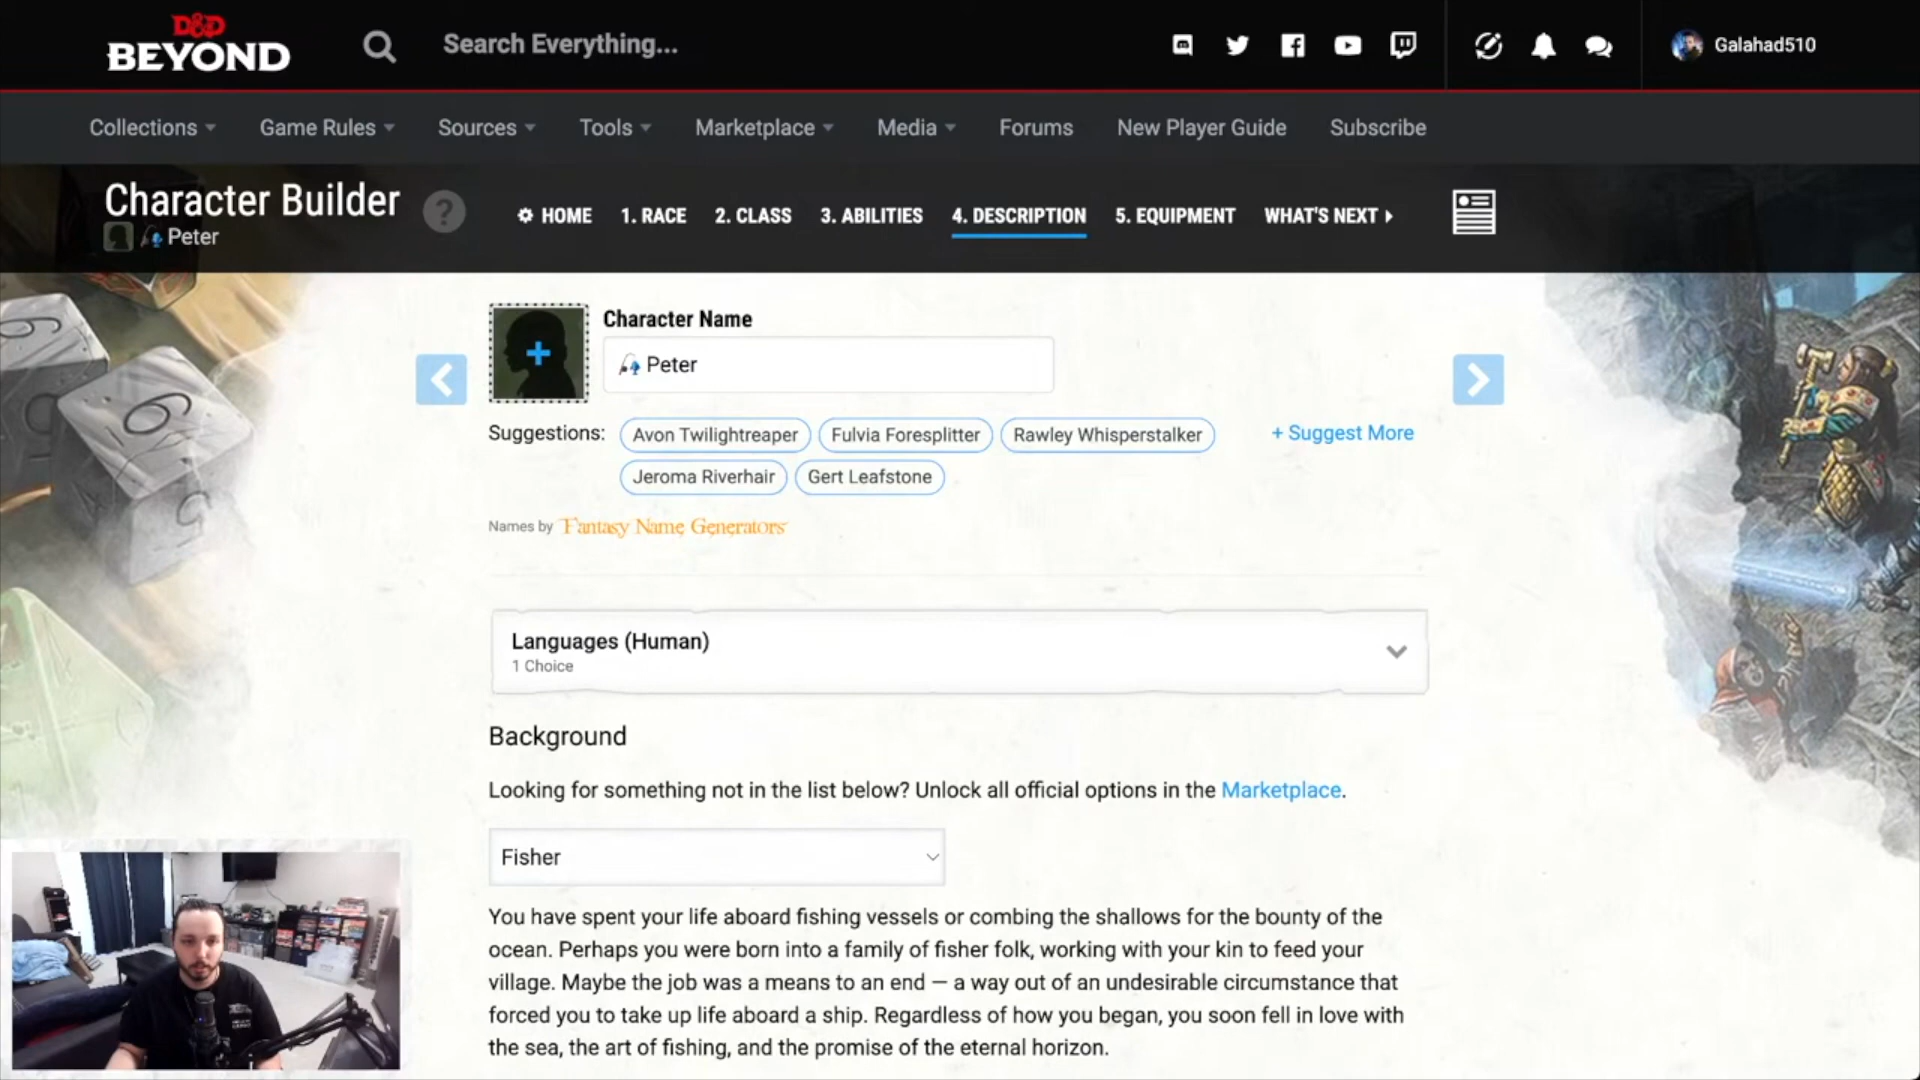 D&D
BEYOND
Search Everything...
Galahad510
Collections
Game Rules
Sources
Tools
Marketplace
Media
Forums
New Player Guide
Subscribe
Character Builder
?
Peter
HOME
1. RACE
2. CLASS
3. ABILITIES
4. DESCRIPTION
5. EQUIPMENT
WHAT'S NEXT
Character Name
Peter
Suggestions:
Avon Twilightreaper
Fulvia Foresplitter
Rawley Whisperstalker
+ Suggest More
Jeroma Riverhair
Gert Leafstone
Names by Fantasy Name Generators
Languages (Human)
1 Choice
Background
Looking for something not in the list below? Unlock all official options in the Marketplace.
Fisher
You have spent your life aboard fishing vessels or combing the shallows for the bounty of the
ocean. Perhaps you were born into a family of fisher folk, working with your kin to feed your
village. Maybe the job was a means to an end — a way out of an undesirable circumstance that
forced you to take up life aboard a ship. Regardless of how you began, you soon fell in love with
the sea, the art of fishing, and the promise of the eternal horizon.